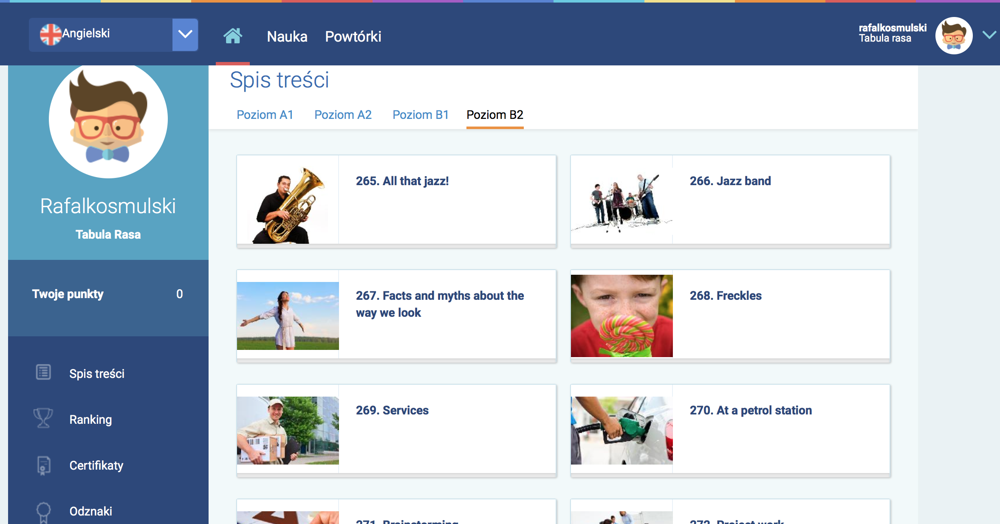 Angielski
Nauka
Powtórki
rafalkosmulski
Tabula rasa
Rafalkosmulski
Tabula Rasa
Twoje punkty 0
Spis treści
Ranking
Certifikaty
Odznaki
Spis treści
Poziom A1
Poziom A2
Poziom B1
Poziom B2
265. All that jazz!
266. Jazz band
267. Facts and myths about the
way we look
268. Freckles
269. Services
270. At a petrol station
271. Brainstorming
272. Project work